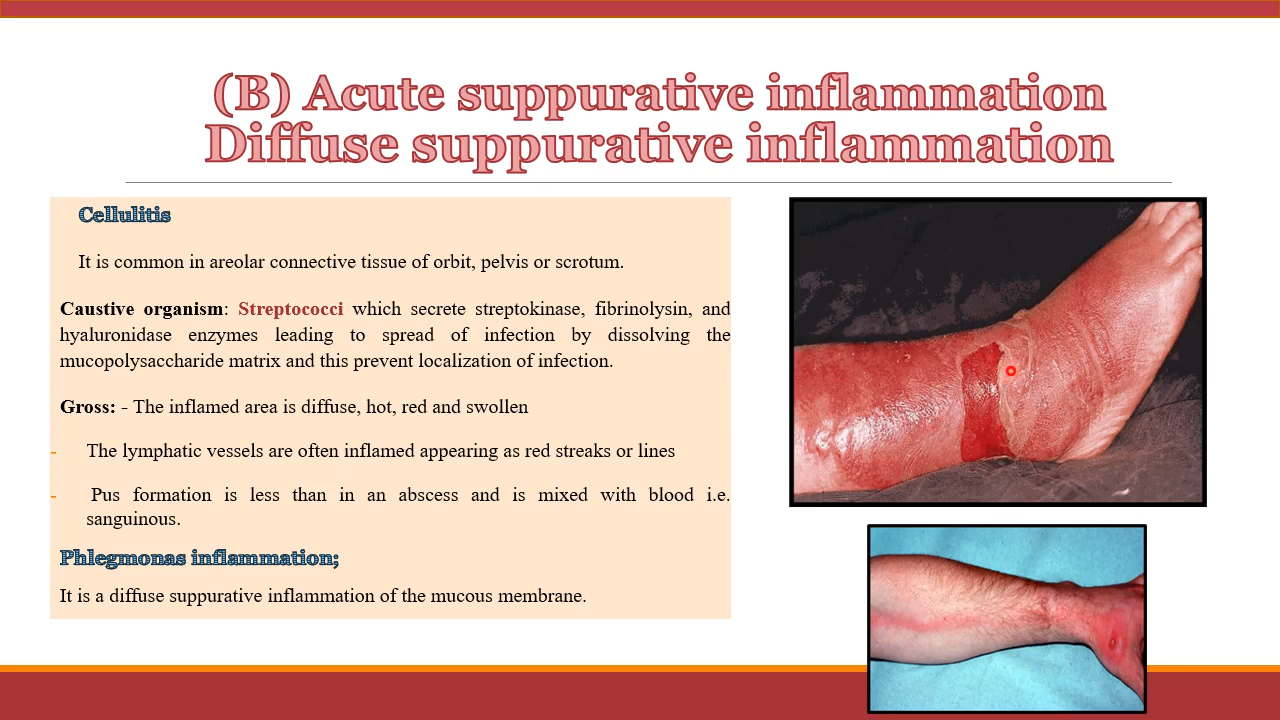 (B) Acute suppurative inflammation
Diffuse suppurative inflammation
Cellulitis
It is common in areolar connective tissue of orbit, pelvis or scrotum.
Caustive organism: Streptococci which secrete streptokinase, fibrinolysin, and
hyaluronidase enzymes leading to spread of infection by dissolving the
mucopolysaccharide matrix and this prevent localization of infection.
Gross: - The inflamed area is diffuse, hot, red and swollen
- The lymphatic vessels are often inflamed appearing as red streaks or lines
- Pus formation is less than in an abscess and is mixed with blood i.e.
sanguinous.
Phlegmonas inflammation;
It is a diffuse suppurative inflammation of the mucous membrane.